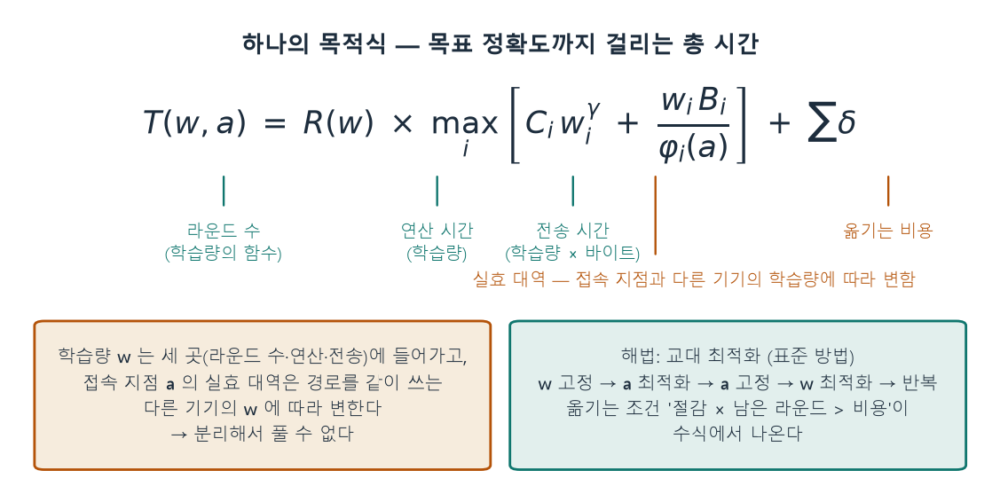 하나의 목적식 — 목표 정확도까지 걸리는 총 시간
T(w, a) = R(w) × max_i [ C_i w_i^γ + w_i B_i / φ_i(a) ] + ∑δ
라운드 수
(학습량의 함수)
연산 시간
(학습량)
전송 시간
(학습량 × 바이트)
옮기는 비용
실효 대역 — 접속 지점과 다른 기기의 학습량에 따라 변함
학습량 w 는 세 곳(라운드 수·연산·전송)에 들어가고,
접속 지점 a 의 실효 대역은 경로를 같이 쓰는
다른 기기의 w 에 따라 변한다
→ 분리해서 풀 수 없다
해법: 교대 최적화 (표준 방법)
w 고정 → a 최적화 → a 고정 → w 최적화 → 반복
옮기는 조건 '절감 × 남은 라운드 > 비용'이
수식에서 나온다